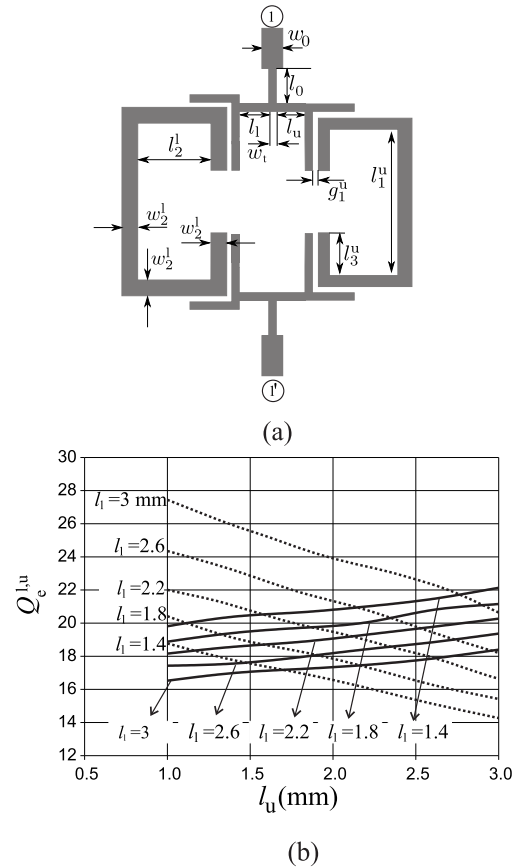 1
w0
l0
ll lu
wt
l2l g1u l1u
w2l w2l l3u
w2l
1'
(a)
30
28
26
24
22
20
18
16
14
12
Qel,u
l1=3 mm
l1=2.6
l1=2.2
l1=1.8
l1=1.4
l1=3 l1=2.6 l1=2.2 l1=1.8 l1=1.4
0.5 1.0 1.5 2.0 2.5 3.0
lu(mm)
(b)